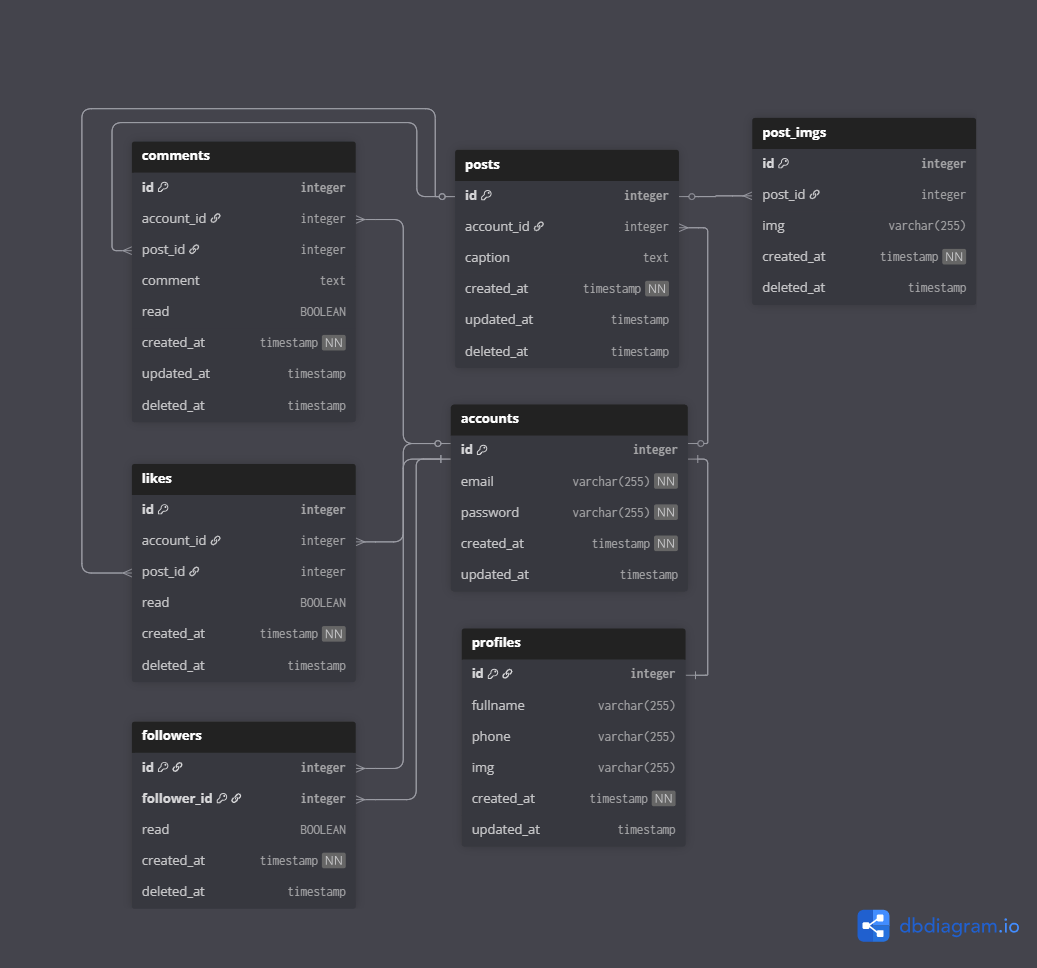 comments
id integer
account_id integer
post_id integer
comment text
read BOOLEAN
created_at timestamp NN
updated_at timestamp
deleted_at timestamp
posts
id integer
account_id integer
caption text
created_at timestamp NN
updated_at timestamp
deleted_at timestamp
post_imgs
id integer
post_id integer
img varchar(255)
created_at timestamp NN
deleted_at timestamp
likes
id integer
account_id integer
post_id integer
read BOOLEAN
created_at timestamp NN
deleted_at timestamp
accounts
id integer
email varchar(255) NN
password varchar(255) NN
created_at timestamp NN
updated_at timestamp
followers
id integer
follower_id integer
read BOOLEAN
created_at timestamp NN
deleted_at timestamp
profiles
id integer
fullname varchar(255)
phone varchar(255)
img varchar(255)
created_at timestamp NN
updated_at timestamp
dbdiagram.io